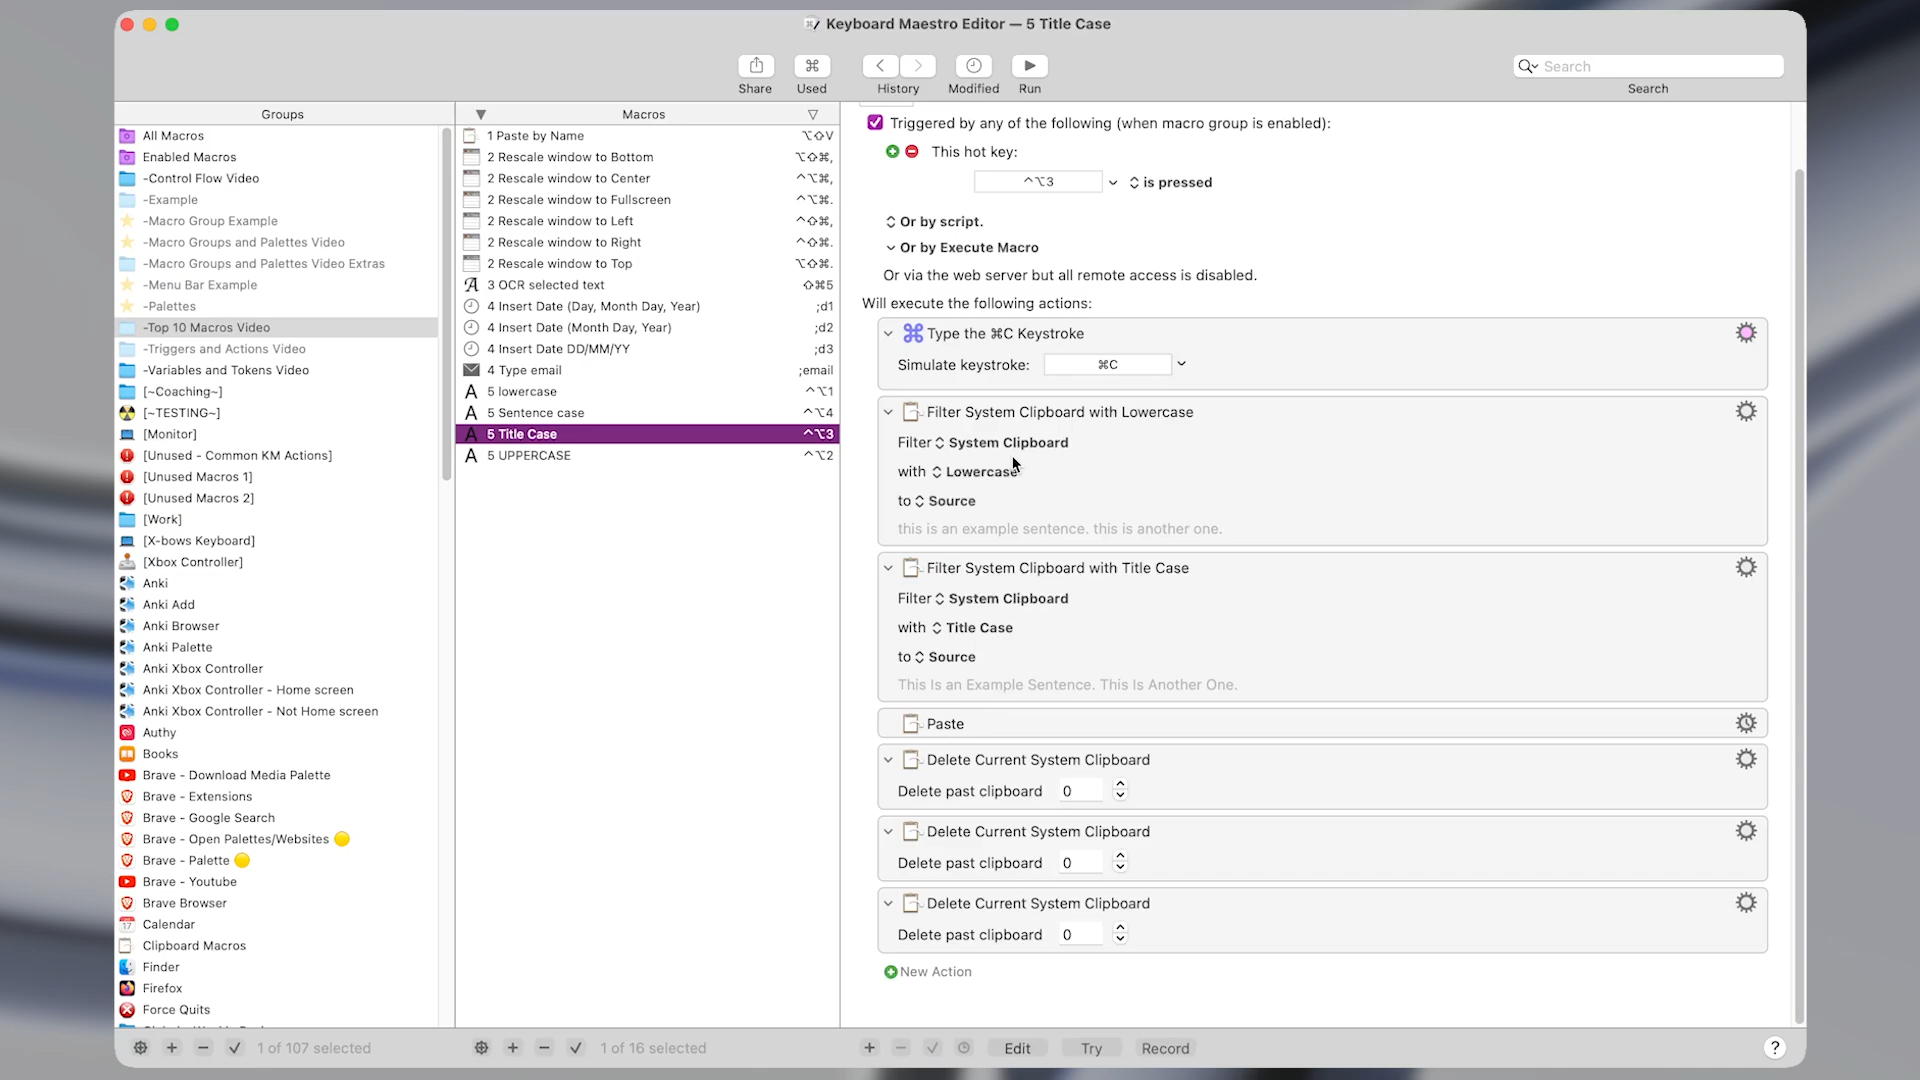 Keyboard Maestro Editor — 5 Title Case
Share
Used
History
Modified
Run
Search
Search
Groups
All Macros
Enabled Macros
-Control Flow Video
-Example
-Macro Group Example
-Macro Groups and Palettes Video
-Macro Groups and Palettes Video Extras
-Menu Bar Example
-Palettes
-Top 10 Macros Video
-Triggers and Actions Video
-Variables and Tokens Video
[~Coaching~]
[~TESTING~]
[Monitor]
[Unused - Common KM Actions]
[Unused Macros 1]
[Unused Macros 2]
[Work]
[X-bows Keyboard]
[Xbox Controller]
Anki
Anki Add
Anki Browser
Anki Palette
Anki Xbox Controller
Anki Xbox Controller - Home screen
Anki Xbox Controller - Not Home screen
Authy
Books
Brave - Download Media Palette
Brave - Extensions
Brave - Google Search
Brave - Open Palettes/Websites
Brave - Palette
Brave - Youtube
Brave Browser
Calendar
Clipboard Macros
Finder
Firefox
Force Quits
1 of 107 selected
Macros
1 Paste by Name ⌥⇧V
2 Rescale window to Bottom ⌥⇧⌘,
2 Rescale window to Center ^⌥⌘,
2 Rescale window to Fullscreen ^⌥⌘.
2 Rescale window to Left ^⇧⌘,
2 Rescale window to Right ^⇧⌘.
2 Rescale window to Top ⌥⇧⌘.
3 OCR selected text ⇧⌘5
4 Insert Date (Day, Month Day, Year) ;d1
4 Insert Date (Month Day, Year) ;d2
4 Insert Date DD/MM/YY ;d3
4 Type email ;email
5 lowercase ^⌥1
5 Sentence case ^⌥4
5 Title Case ^⌥3
5 UPPERCASE ^⌥2
1 of 16 selected
Triggered by any of the following (when macro group is enabled):
This hot key:
^⌥3 is pressed
Or by script.
Or by Execute Macro
Or via the web server but all remote access is disabled.
Will execute the following actions:
Type the ⌘C Keystroke
Simulate keystroke: ⌘C
Filter System Clipboard with Lowercase
Filter System Clipboard
with Lowercase
to Source
this is an example sentence. this is another one.
Filter System Clipboard with Title Case
Filter System Clipboard
with Title Case
to Source
This Is an Example Sentence. This Is Another One.
Paste
Delete Current System Clipboard
Delete past clipboard 0
Delete Current System Clipboard
Delete past clipboard 0
Delete Current System Clipboard
Delete past clipboard 0
New Action
Edit
Try
Record
?